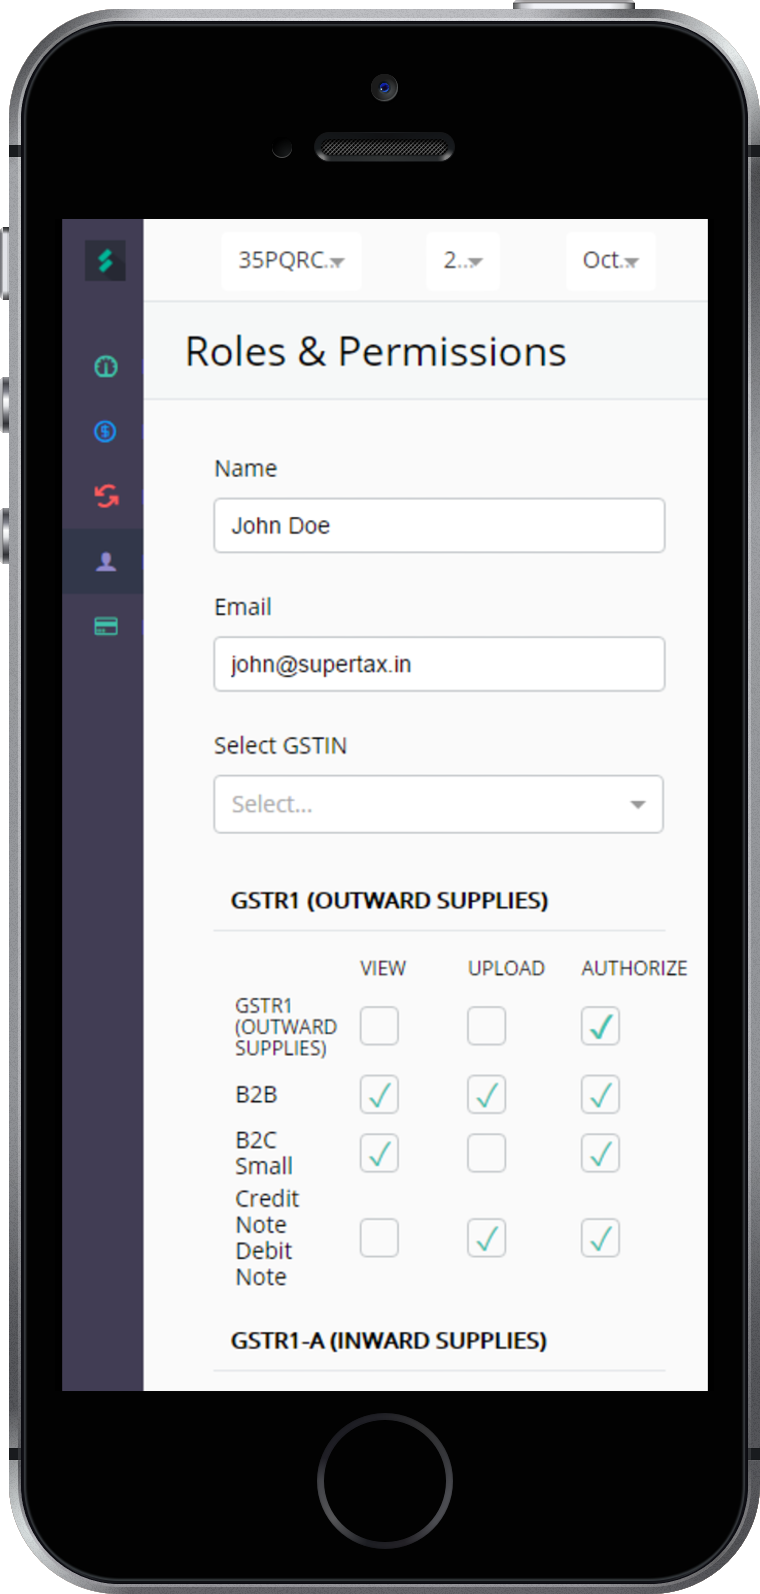 35PQRC... 2... Oct...
Roles & Permissions
Name
John Doe
Email
john@supertax.in
Select GSTIN
Select...
GSTR1 (OUTWARD SUPPLIES)
VIEW UPLOAD AUTHORIZE
GSTR1
(OUTWARD
SUPPLIES)
B2B
B2C
Small
Credit
Note
Debit
Note
GSTR1-A (INWARD SUPPLIES)